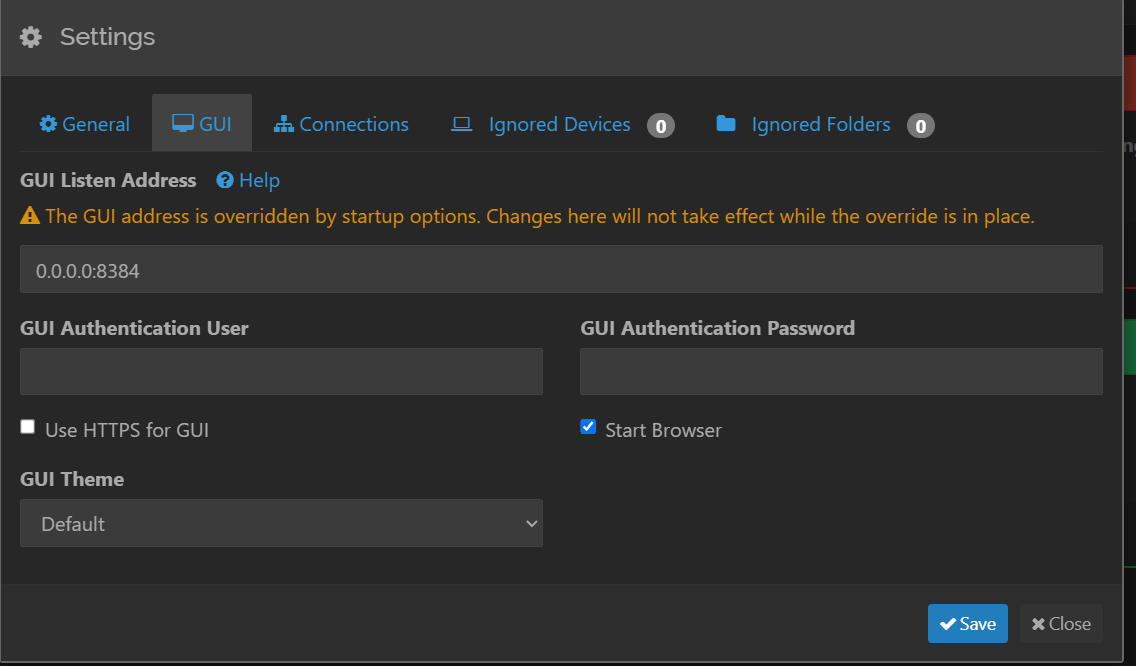 Settings
General GUI Connections Ignored Devices 0 Ignored Folders 0
GUI Listen Address Help
The GUI address is overridden by startup options. Changes here will not take effect while the override is in place.
0.0.0.0:8384
GUI Authentication User GUI Authentication Password
Use HTTPS for GUI Start Browser
GUI Theme
Default
Save Close